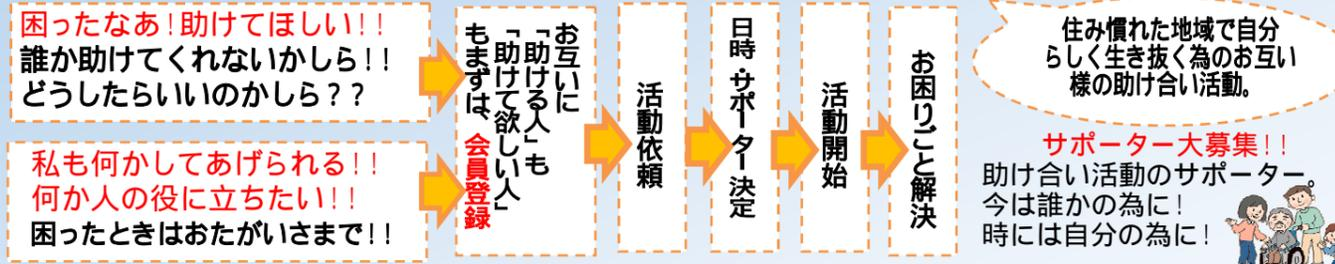 困ったなあ!助けてほしい!!
誰か助けてくれないかしら!!
どうしたらいいのかしら??
私も何かしてあげられる!!
何か人の役に立ちたい!!
困ったときはおたがいさまで!!
お互いに
「助ける人」も
「助けて欲しい人」
もまずは、会員登録
活動依頼
日時・サポーター決定
活動開始
お困りごと解決
住み慣れた地域で自分
らしく生き抜く為のお互い
様の助け合い活動。
サポーター大募集!!
助け合い活動のサポーター。
今は誰かの為に!
時には自分の為に!